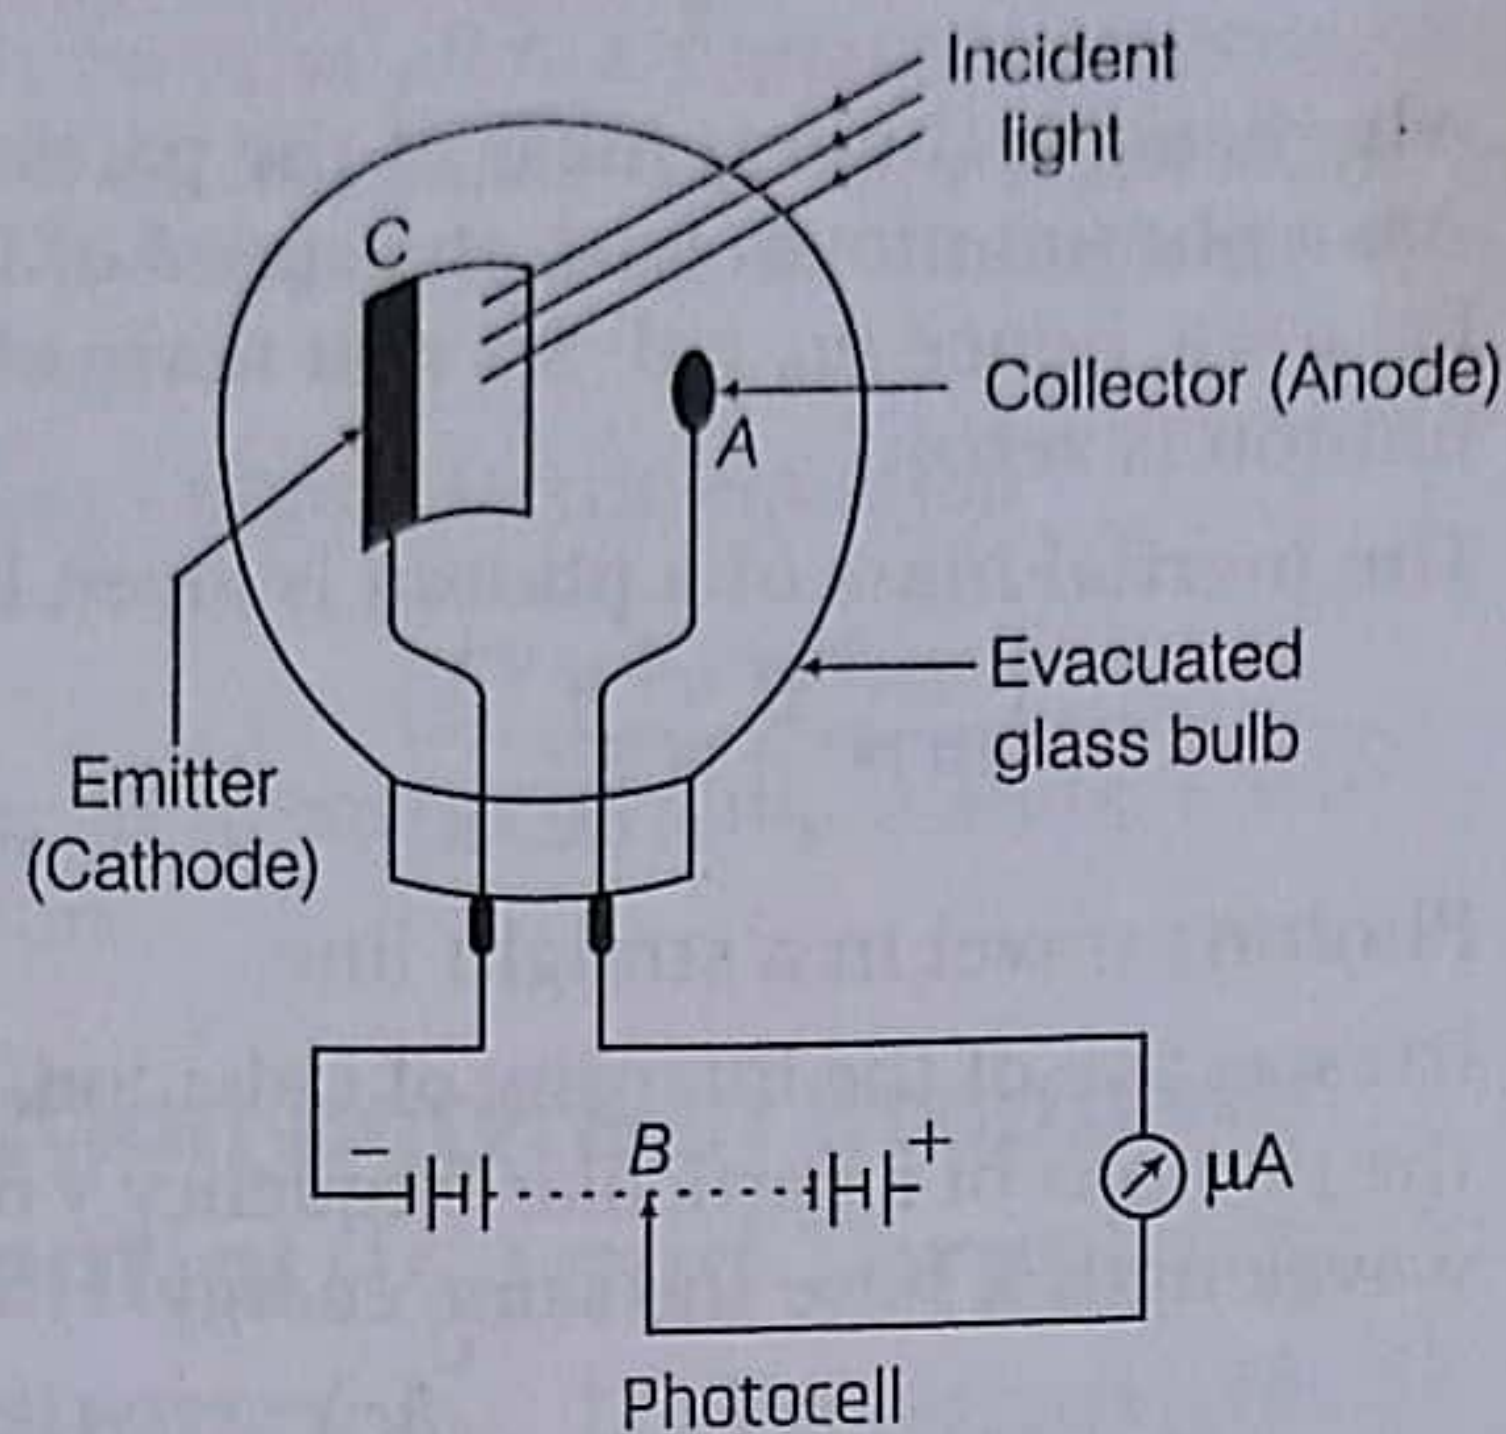 Incident
light
C
Collector (Anode)
A
Evacuated
glass bulb
Emitter
(Cathode)
− B +
μA
Photocell